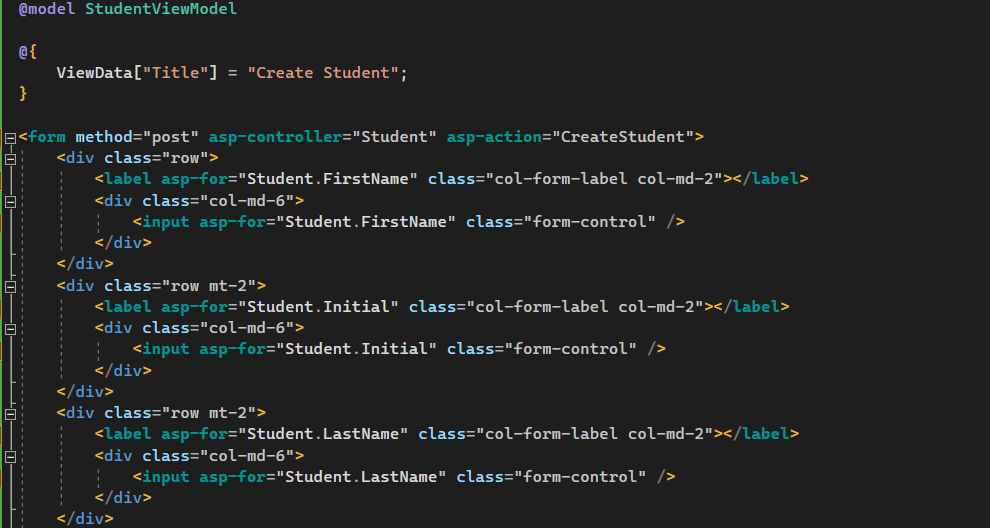 @model StudentViewModel
@{
ViewData["Title"] = "Create Student";
}
<form method="post" asp-controller="Student" asp-action="CreateStudent">
<div class="row">
<label asp-for="Student.FirstName" class="col-form-label col-md-2"></label>
<div class="col-md-6">
<input asp-for="Student.FirstName" class="form-control" />
</div>
</div>
<div class="row mt-2">
<label asp-for="Student.Initial" class="col-form-label col-md-2"></label>
<div class="col-md-6">
<input asp-for="Student.Initial" class="form-control" />
</div>
</div>
<div class="row mt-2">
<label asp-for="Student.LastName" class="col-form-label col-md-2"></label>
<div class="col-md-6">
<input asp-for="Student.LastName" class="form-control" />
</div>
</div>